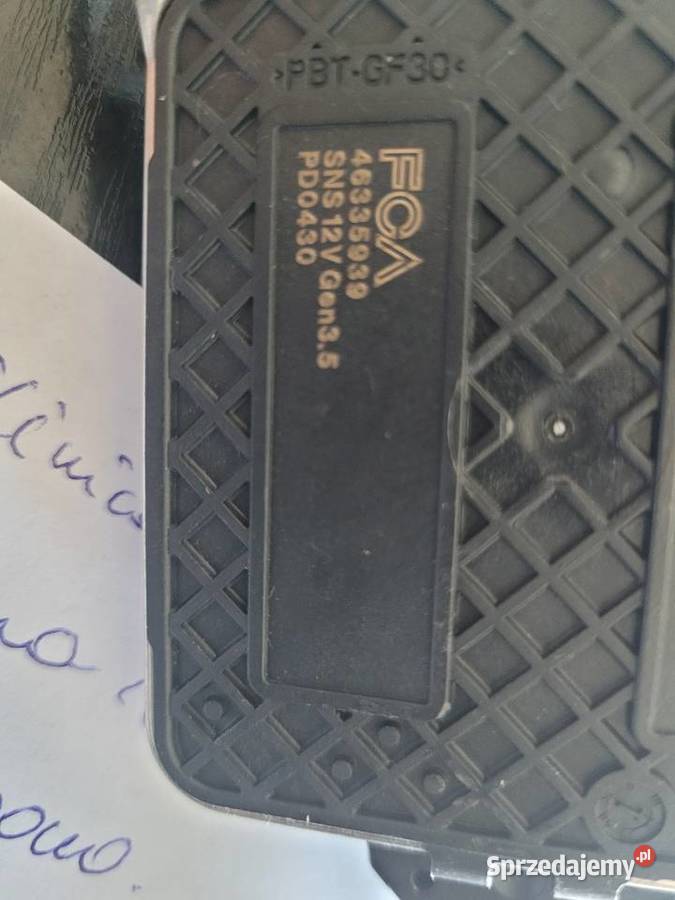 >PBT-GF30<
FCA
46335939
SNS 12V Gen3.5
PD0430
Sprzedajemy.pl